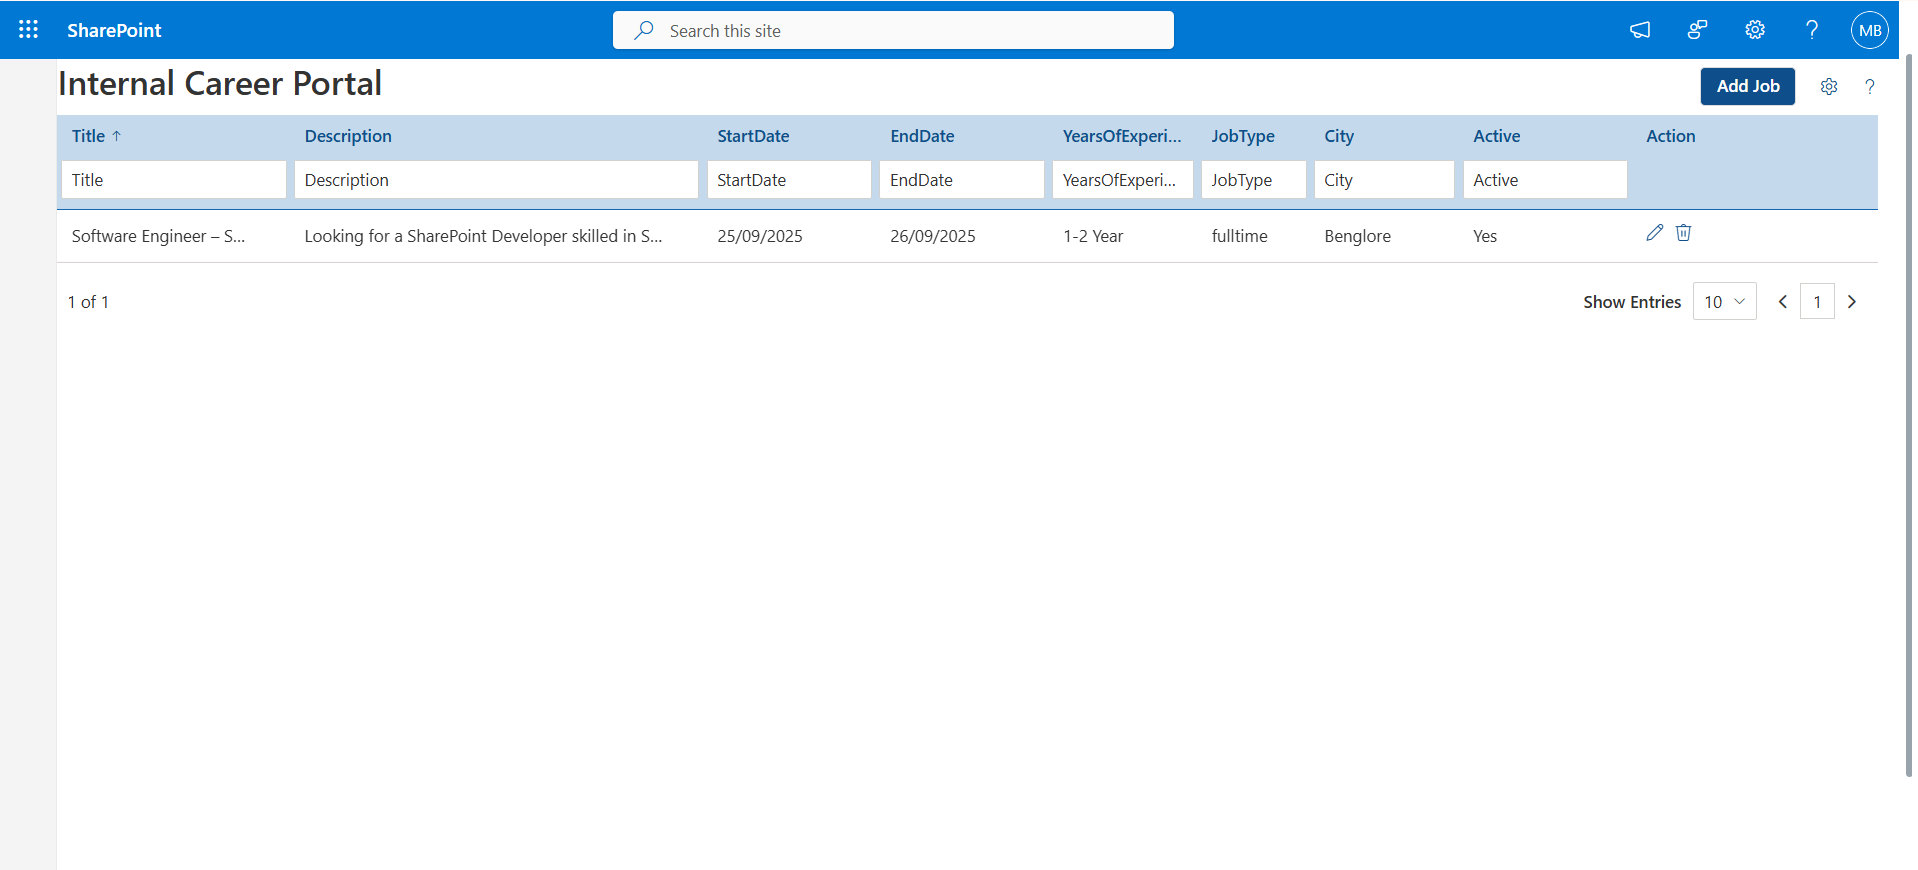 SharePoint
Search this site
MB
Internal Career Portal
Add Job
Title ↑ Description StartDate EndDate YearsOfExperi... JobType City Active Action
Title Description StartDate EndDate YearsOfExperi... JobType City Active
Software Engineer – S... Looking for a SharePoint Developer skilled in S... 25/09/2025 26/09/2025 1-2 Year fulltime Benglore Yes
1 of 1 Show Entries 10 1